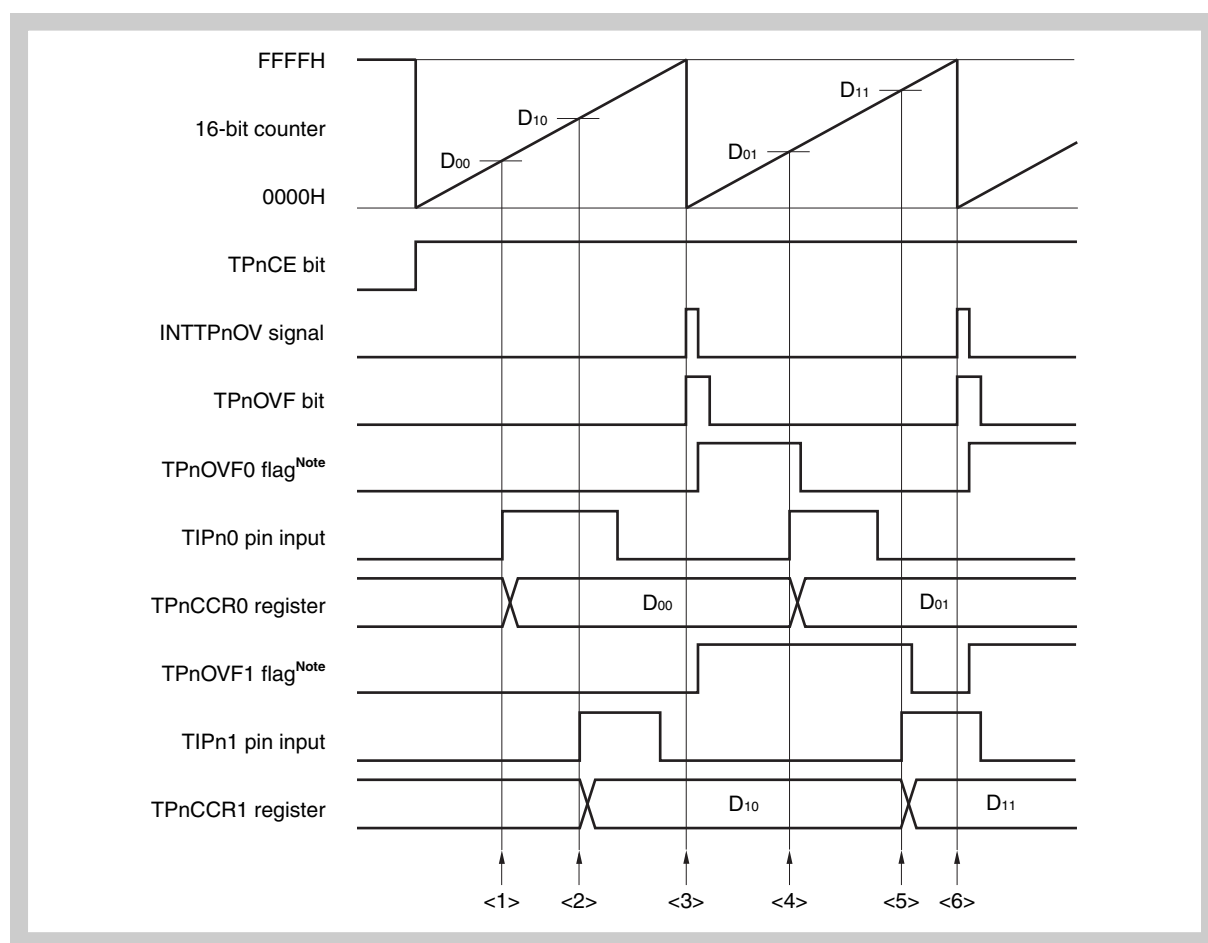 FFFFH
D11
D10
16-bit counter
D01
D00
0000H
TPnCE bit
INTTPnOV signal
TPnOVF bit
TPnOVF0 flagNote
TIPn0 pin input
TPnCCR0 register
D00
D01
TPnOVF1 flagNote
TIPn1 pin input
TPnCCR1 register
D10
D11
<1> <2> <3> <4> <5> <6>